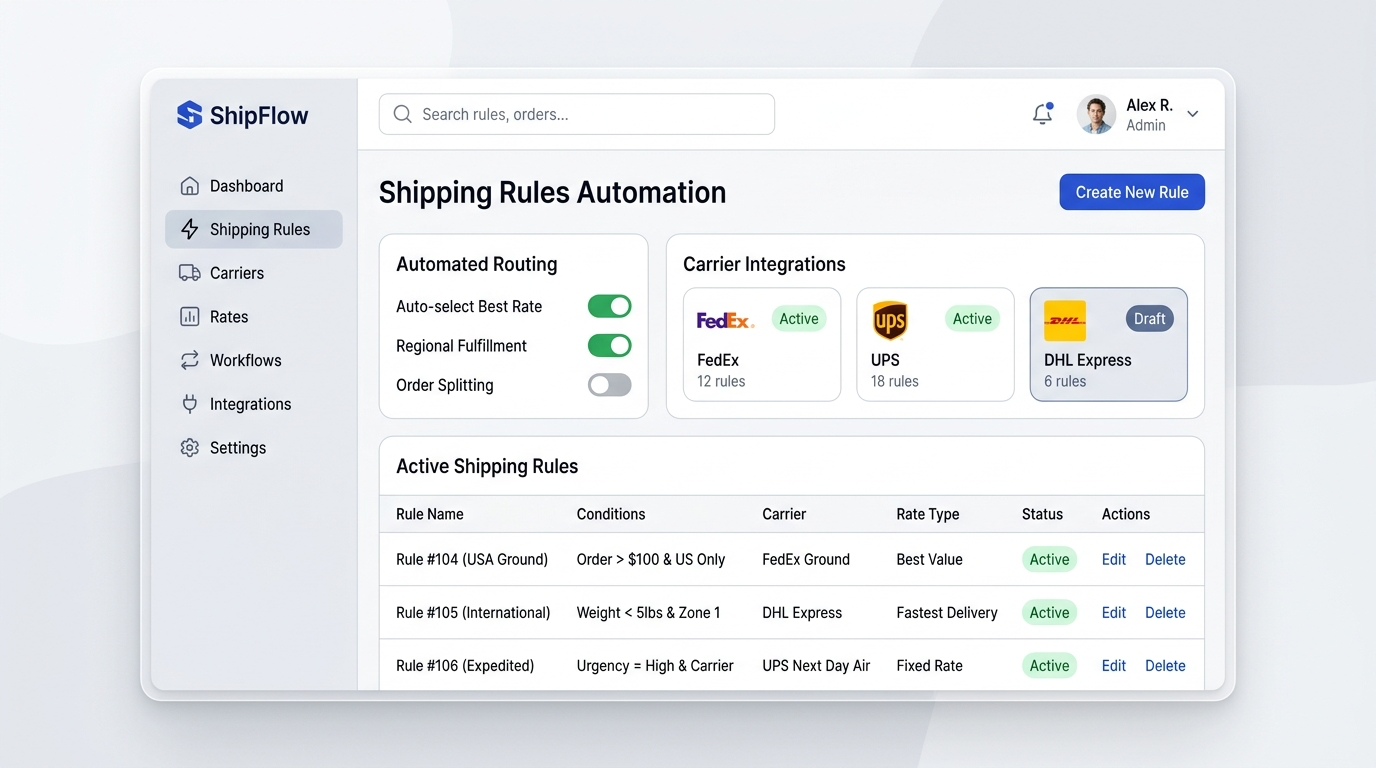 ShipFlow
Search rules, orders...
Alex R.
Admin
Dashboard
Shipping Rules
Carriers
Rates
Workflows
Integrations
Settings
Shipping Rules Automation
Create New Rule
Automated Routing
Auto-select Best Rate
Regional Fulfillment
Order Splitting
Carrier Integrations
FedEx. Active
FedEx
12 rules
ups Active
UPS
18 rules
DHL Draft
DHL Express
6 rules
Active Shipping Rules
Rule Name Conditions Carrier Rate Type Status Actions
Rule #104 (USA Ground) Order > $100 & US Only FedEx Ground Best Value Active Edit Delete
Rule #105 (International) Weight < 5lbs & Zone 1 DHL Express Fastest Delivery Active Edit Delete
Rule #106 (Expedited) Urgency = High & Carrier UPS Next Day Air Fixed Rate Active Edit Delete